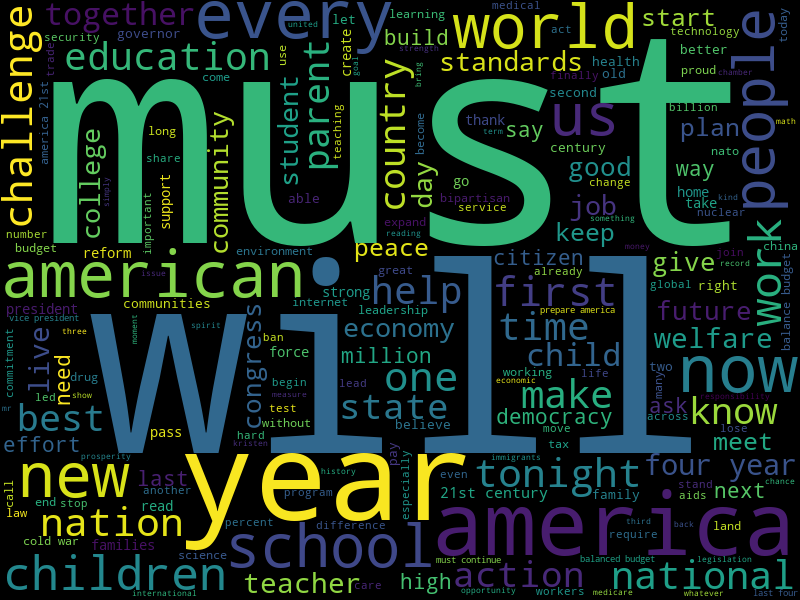 together
governor
security
every
let
learning
united
medical
act
world
start
technology
today
build
challenge
education
trade
use
create
strength
standards
health
better
come
goal
bring
finally
old
proud
chamber
parent
student
country
must
us
people
america 21st
second
billion
math
long
teaching
become
thank
say
plan
term
century
nato
college
share
community
day
good
way
able
go
bipartisan
change
home
kind
simply
important
support
expand
service
job
take
number
something
nuclear
budget
reform
reading
keep
work
environment
peace
money
join
china
american
issue
great
citizen
give
record
already
help
first
global
right
balance budget
internet
strong
president
communities
leadership
prepare america
future
vice president
three
spirit
will
congress
economy
time
welfare
commitment
live
moment
ban
force
million
working
life
child
two
now
need
drug
begin
lead
one
economic
many
responsibility
mr
led
show
measure
make
best
test
state
democracy
ask
know
across
pass
without
believe
move
lose
effort
hard
tax
meet
kristen
pay
prosperity
year
tonight
immigrants
four year
new
last
history
even
stand
chance
call
another
program
especially
21st century
family
aids
next
end
stop
read
law
nation
percent
difference
america
third
back
land
cold war
families
science
school
require
must continue
balanced budget
legislation
children
teacher
care
high
action
opportunity
workers
national
medicare
whatever
last four
international